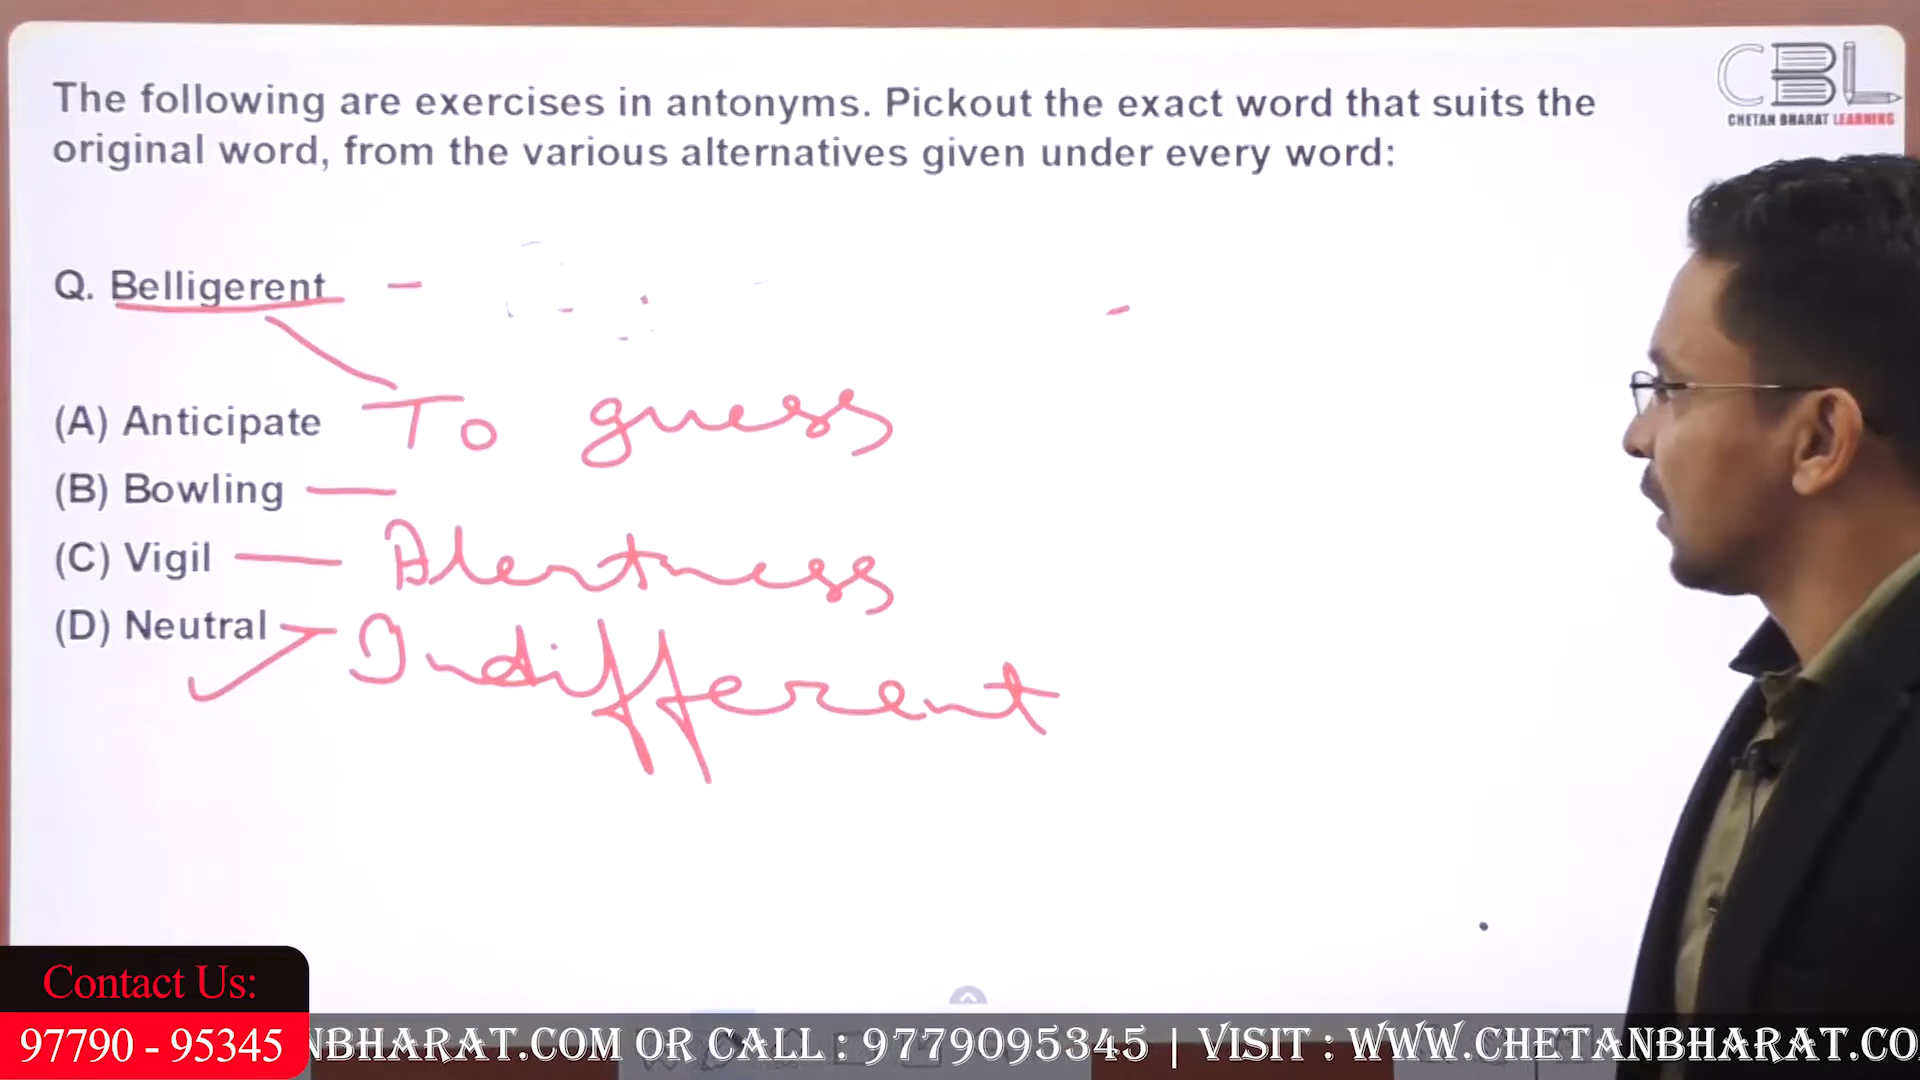 CBL
CHETAN BHARAT LEARNING
The following are exercises in antonyms. Pickout the exact word that suits the
original word, from the various alternatives given under every word:
Q. Belligerent -
(A) Anticipate To guess
(B) Bowling —
(C) Vigil — Alertness
(D) Neutral — Indifferent
Contact Us:
97790 - 95345
NBHARAT.COM OR CALL : 9779095345 | VISIT : WWW.CHETANBHARAT.CO